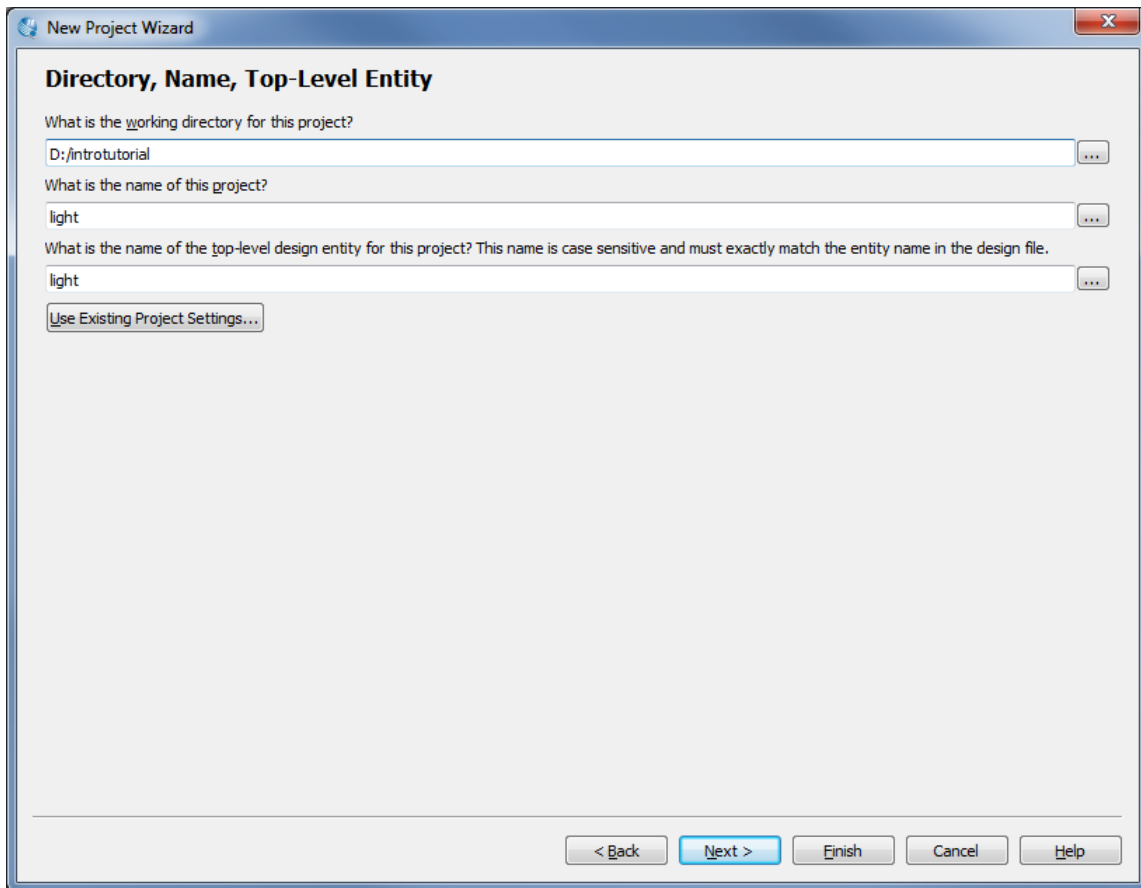 New Project Wizard
Directory, Name, Top-Level Entity
What is the working directory for this project?
D:/introtutorial
...
What is the name of this project?
light
...
What is the name of the top-level design entity for this project? This name is case sensitive and must exactly match the entity name in the design file.
light
...
Use Existing Project Settings...
< Back Next > Finish Cancel Help